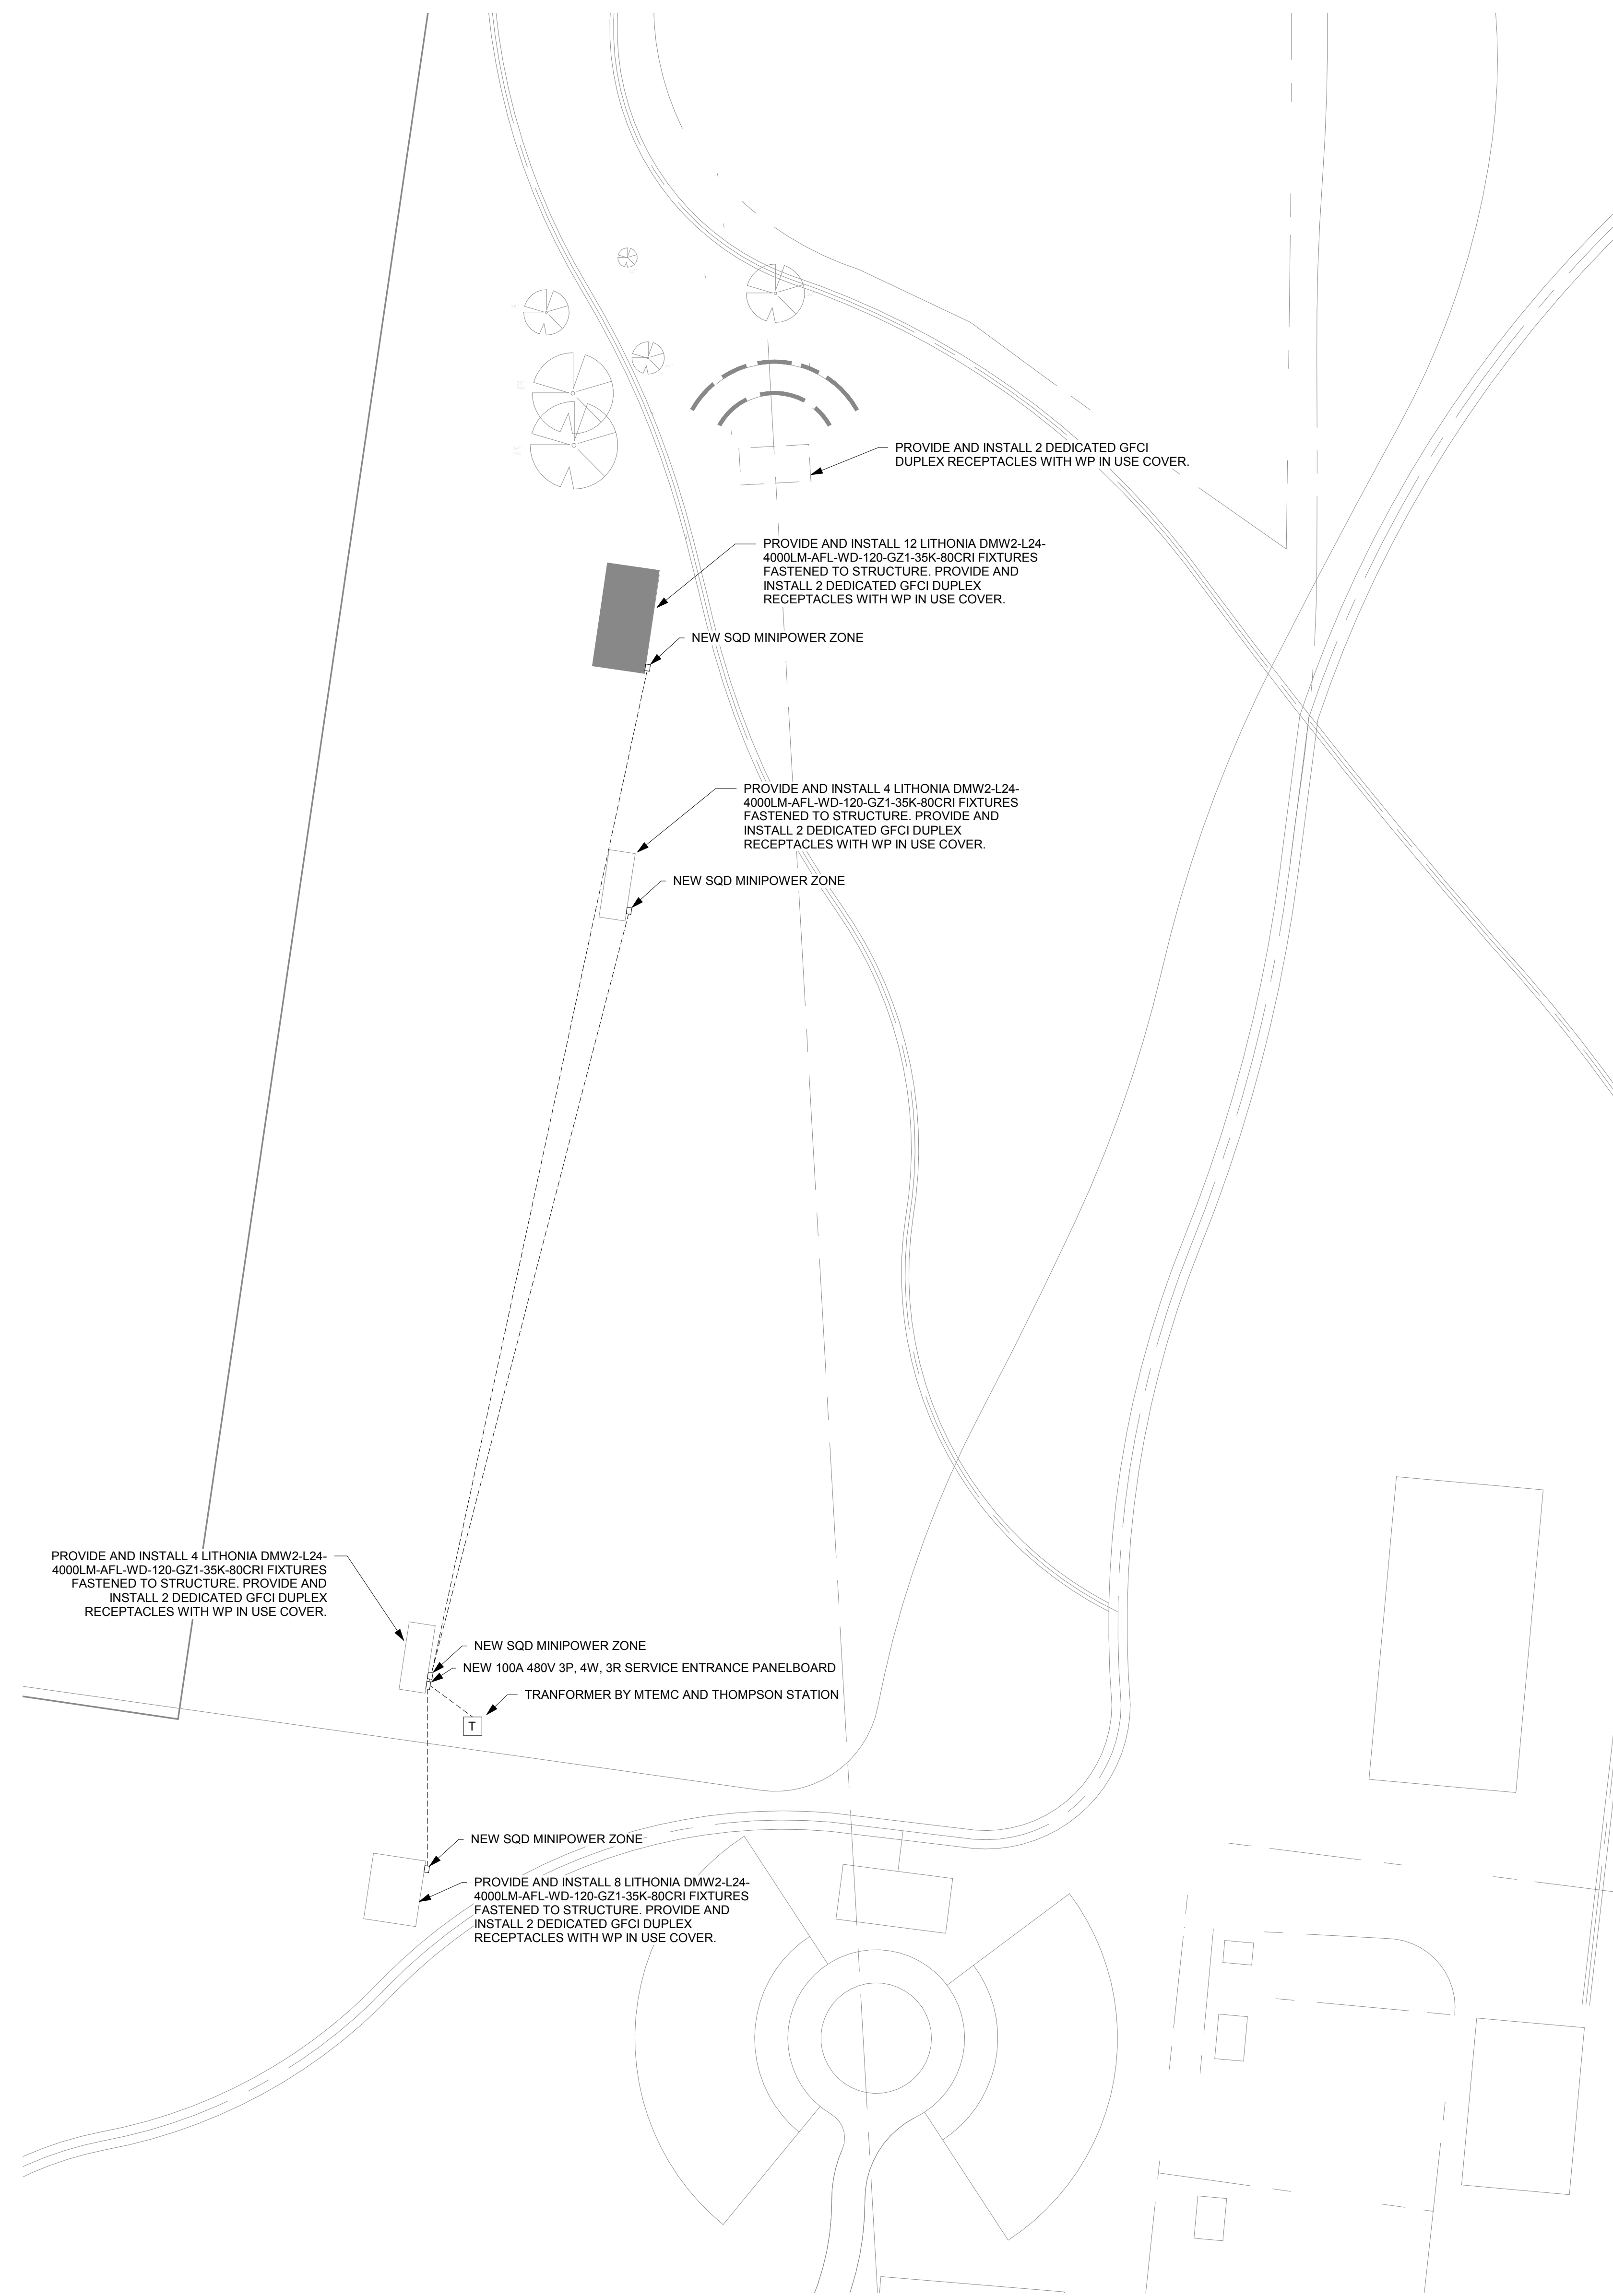 PROVIDE AND INSTALL 2 DEDICATED GFCI
DUPLEX RECEPTACLES WITH WP IN USE COVER.
PROVIDE AND INSTALL 12 LITHONIA DMW2-L24-
4000LM-AFL-WD-120-GZ1-35K-80CRI FIXTURES
FASTENED TO STRUCTURE. PROVIDE AND
INSTALL 2 DEDICATED GFCI DUPLEX
RECEPTACLES WITH WP IN USE COVER.
NEW SQD MINIPOWER ZONE
PROVIDE AND INSTALL 4 LITHONIA DMW2-L24-
4000LM-AFL-WD-120-GZ1-35K-80CRI FIXTURES
FASTENED TO STRUCTURE. PROVIDE AND
INSTALL 2 DEDICATED GFCI DUPLEX
RECEPTACLES WITH WP IN USE COVER.
NEW SQD MINIPOWER ZONE
PROVIDE AND INSTALL 4 LITHONIA DMW2-L24-
4000LM-AFL-WD-120-GZ1-35K-80CRI FIXTURES
FASTENED TO STRUCTURE. PROVIDE AND
INSTALL 2 DEDICATED GFCI DUPLEX
RECEPTACLES WITH WP IN USE COVER.
NEW SQD MINIPOWER ZONE
NEW 100A 480V 3P, 4W, 3R SERVICE ENTRANCE PANELBOARD
TRANFORMER BY MTEMC AND THOMPSON STATION
T
NEW SQD MINIPOWER ZONE
PROVIDE AND INSTALL 8 LITHONIA DMW2-L24-
4000LM-AFL-WD-120-GZ1-35K-80CRI FIXTURES
FASTENED TO STRUCTURE. PROVIDE AND
INSTALL 2 DEDICATED GFCI DUPLEX
RECEPTACLES WITH WP IN USE COVER.